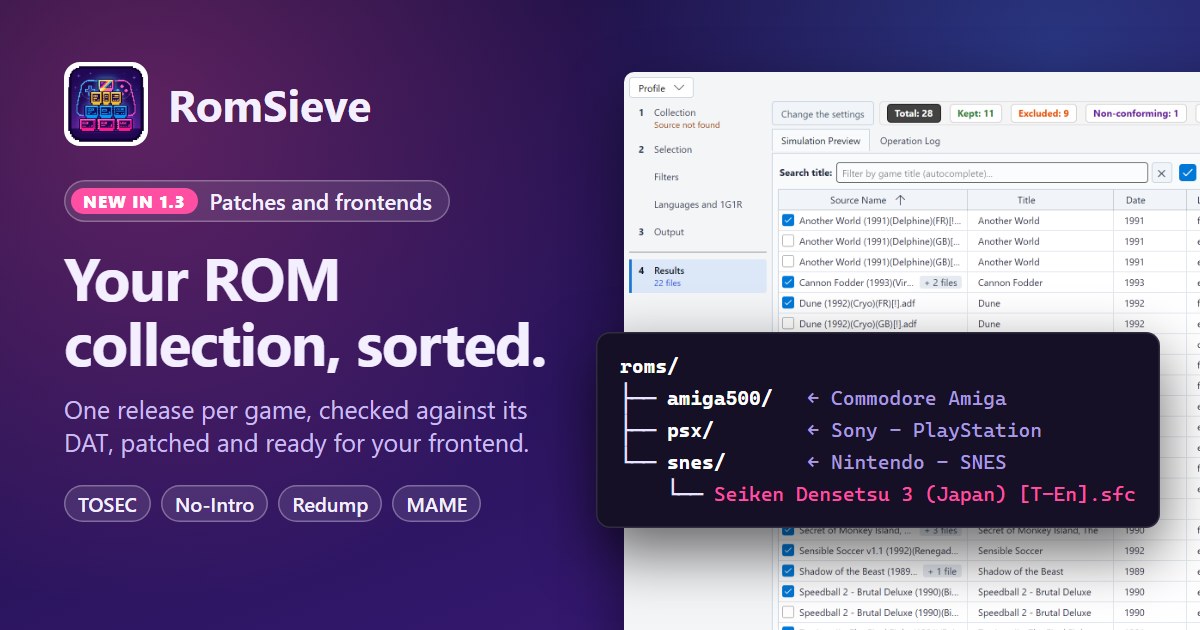 RomSieve
NEW IN 1.3 Patches and frontends
Your ROM
collection, sorted.
One release per game, checked against its
DAT, patched and ready for your frontend.
TOSEC No-Intro Redump MAME
Profile
1 Collection
Source not found
2 Selection
Filters
Languages and 1G1R
3 Output
4 Results
22 files
Change the settings Total: 28 Kept: 11 Excluded: 9 Non-conforming: 1
Simulation Preview Operation Log
Search title: Filter by game title (autocomplete)...
Source Name ↑ Title Date
Another World (1991)(Delphine)(FR)[!... Another World 1991
Another World (1991)(Delphine)(GB)[... Another World 1991
Another World (1991)(Delphine)(GB)[... Another World 1991
Cannon Fodder (1993)(Vir... + 2 files Cannon Fodder 1993
Dune (1992)(Cryo)(FR)[!].adf Dune 1992
Dune (1992)(Cryo)(GB)[!].adf Dune 1992
roms/
├── amiga500/ ← Commodore Amiga
├── psx/ ← Sony – PlayStation
└── snes/ ← Nintendo – SNES
└── Seiken Densetsu 3 (Japan) [T-En].sfc
Secret of Monkey Island, ... + 3 files Secret of Monkey Island, The 1990
Sensible Soccer v1.1 (1992)(Renegad... Sensible Soccer 1992
Shadow of the Beast (1989... + 1 file Shadow of the Beast 1989
Speedball 2 - Brutal Deluxe (1990)(Bi... Speedball 2 - Brutal Deluxe 1990
Speedball 2 - Brutal Deluxe (1990)(Bi... Speedball 2 - Brutal Deluxe 1990